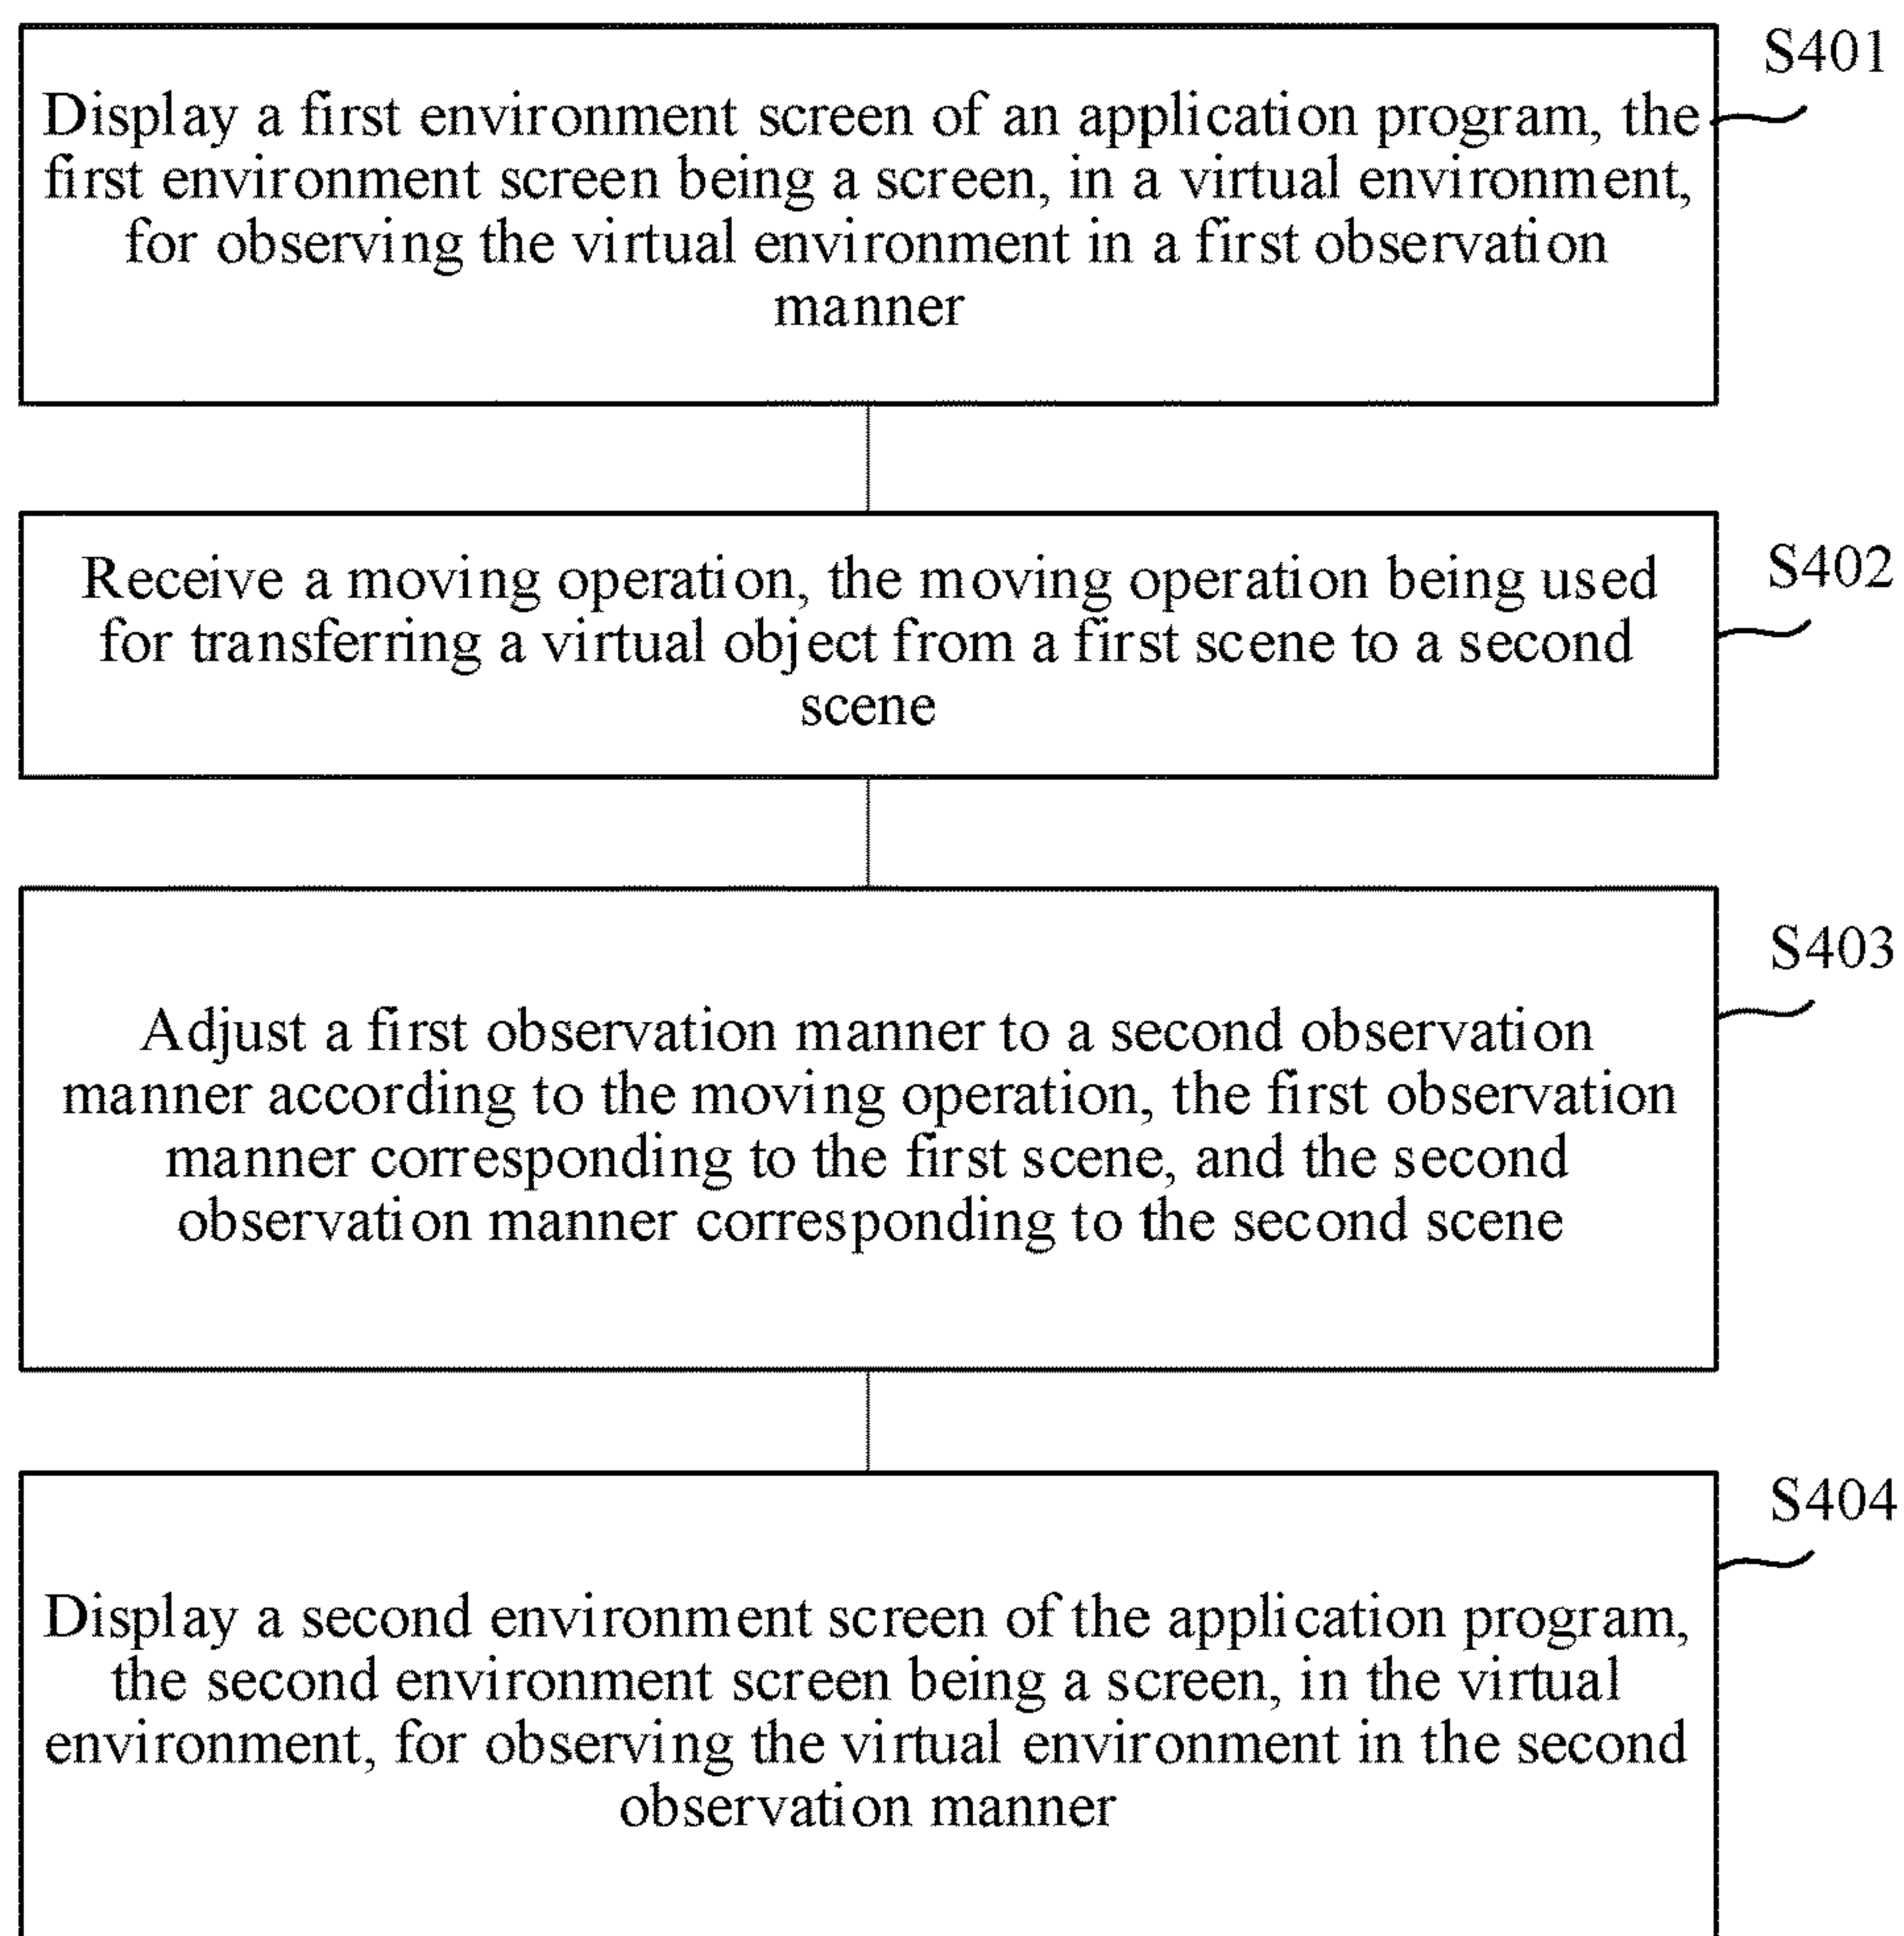 S401
Display a first environment screen of an application program, the
first environment screen being a screen, in a virtual environment,
for observing the virtual environment in a first observation
manner
S402
Receive a moving operation, the moving operation being used
for transferring a virtual object from a first scene to a second
scene
S403
Adjust a first observation manner to a second observation
manner according to the moving operation, the first observation
manner corresponding to the first scene, and the second
observation manner corresponding to the second scene
S404
Display a second environment screen of the application program,
the second environment screen being a screen, in the virtual
environment, for observing the virtual environment in the second
observation manner